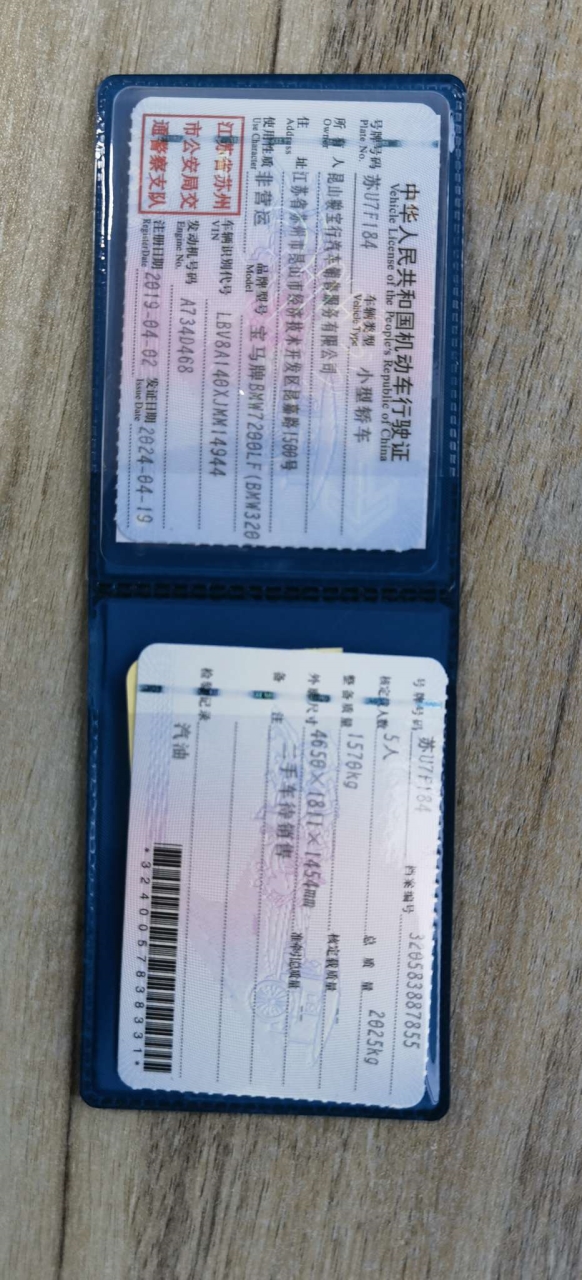 中华人民共和国机动车行驶证
Vehicle License of the People's Republic of China
号牌号码 苏U7F184 车辆类型 小型轿车
Plate No. Vehicle Type
所有人 昆山骏宝行汽车销售服务有限公司
Owner
住址 江苏省苏州市昆山市经济技术开发区昆嘉路1500号
Address
使用性质 非营运 品牌型号 宝马牌BMW7200LF(BMW320
Use Character Model
江苏省苏州
市公安局交
通警察支队
车辆识别代号 LBV8A140XJMM14944
VIN
发动机号码 A734D468
Engine No.
注册日期 2019-04-02 发证日期 2024-04-19
Register Date Issue Date
号牌号码 苏U7F184 档案编号 320583887855
核定载人数 5人 总质量 2025kg
整备质量 1570kg 核定载质量 --
外廓尺寸 4650×1811×1454mm 准牵引总质量 --
备注 二手车待销售
检验记录
汽油
*3240057838331*